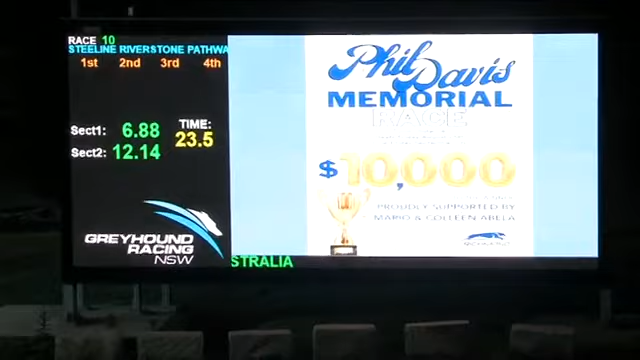 RACE 10
STEELINE RIVERSTONE PATHWA
1st 2nd 3rd 4th
Sect1: 6.88
Sect2: 12.14
TIME:
23.5
GREYHOUND
RACING
NSW
Phil Davis
MEMORIAL
RACE
$10,000
PROUDLY SUPPORTED BY
MARIO & COLLEEN ABELA
STRALIA